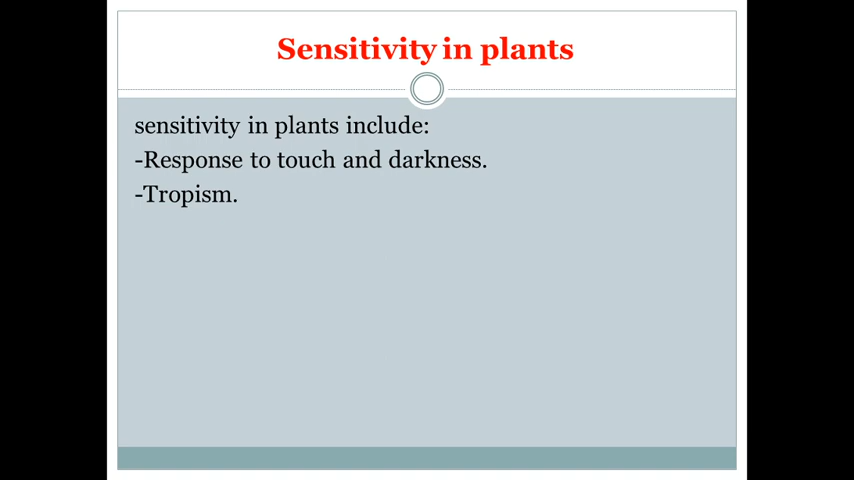 Sensitivity in plants
sensitivity in plants include:
-Response to touch and darkness.
-Tropism.